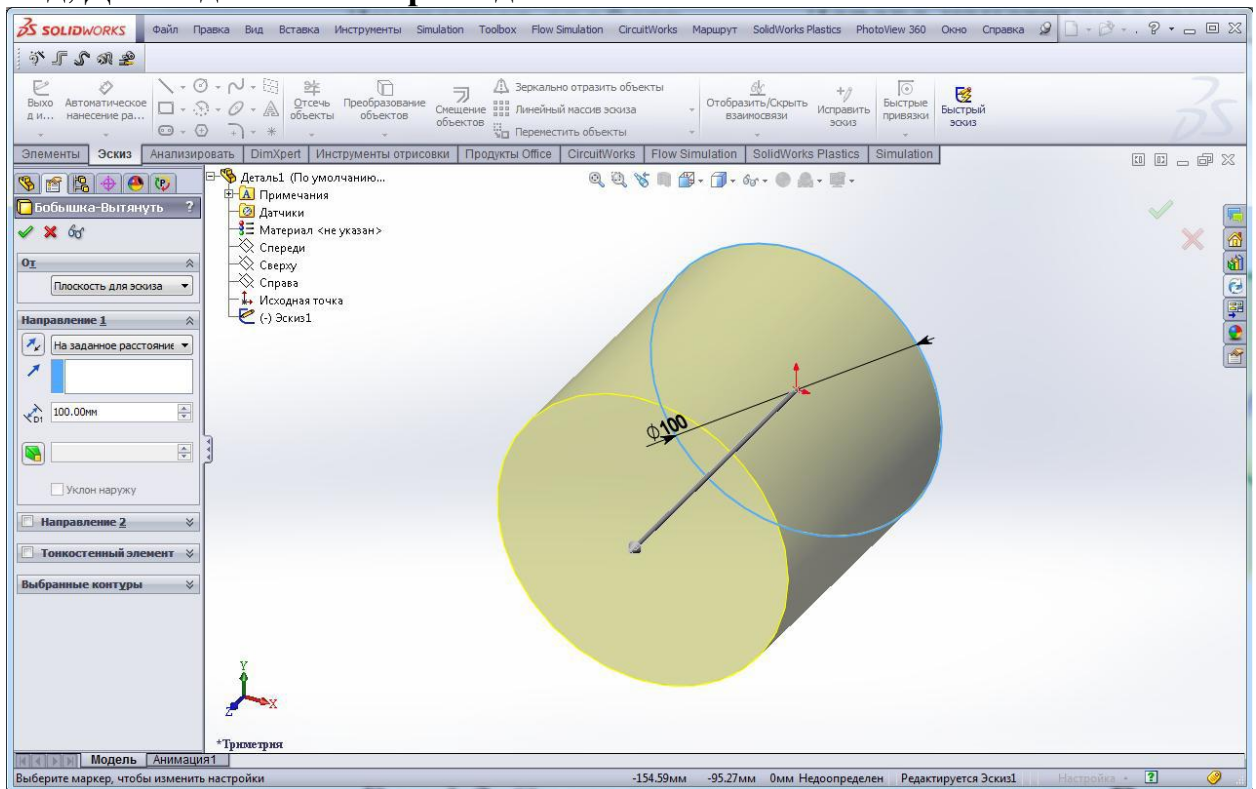 SOLIDWORKS Файл Правка Вид Вставка Инструменты Simulation Toolbox Flow Simulation CircuitWorks Маршрут SolidWorks Plastics PhotoView 360 Окно Справка
Выхо д и...
Автоматическое нанесение ра...
Отсечь объекты
Преобразование объектов
Смещение объектов
Зеркально отразить объекты
Линейный массив эскиза
Переместить объекты
Отобразить/Скрыть взаимосвязи
Исправить эскиз
Быстрые привязки
Быстрый эскиз
Элементы Эскиз Анализировать DimXpert Инструменты отрисовки Продукты Office CircuitWorks Flow Simulation SolidWorks Plastics Simulation
Бобышка-Вытянуть ?
От
Плоскость для эскиза
Направление 1
На заданное расстояние
D1 100.00мм
Уклон наружу
Направление 2
Тонкостенный элемент
Выбранные контуры
Деталь1 (По умолчанию...
Примечания
Датчики
Материал <не указан>
Спереди
Сверху
Справа
Исходная точка
(-) Эскиз1
ϕ100
Y
X
Z
*Триметрия
Модель Анимация1
Выберите маркер, чтобы изменить настройки -154.59мм -95.27мм 0мм Недоопределен Редактируется Эскиз1 Настройка